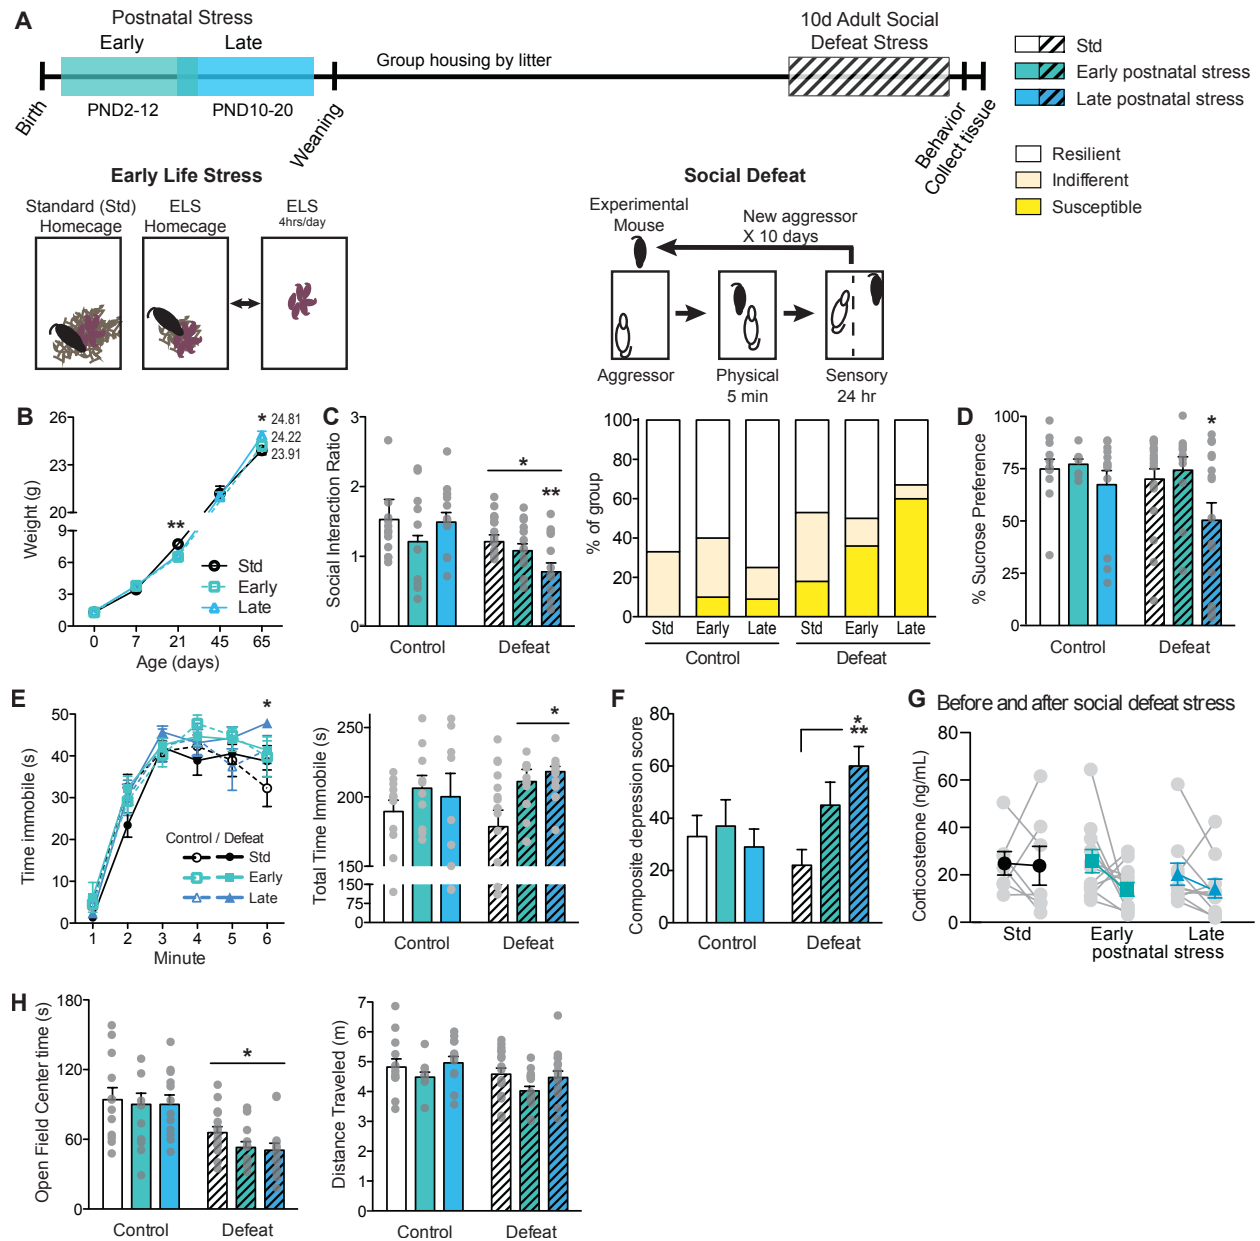 A
Postnatal Stress
Early Late
PND2-12 PND10-20
Birth
Weaning
Group housing by litter
10d Adult Social
Defeat Stress
Behavior
Collect tissue
Std
Early postnatal stress
Late postnatal stress
Resilient
Indifferent
Susceptible
Early Life Stress
Standard (Std)
Homecage
ELS
Homecage
ELS
4hrs/day
Social Defeat
Experimental
Mouse
New aggressor
X 10 days
Aggressor
Physical
5 min
Sensory
24 hr
B
Weight (g)
26
23
20
9
6
3
0
**
*
24.81
24.22
23.91
Std
Early
Late
0 7 21 45 65
Age (days)
C
Social Interaction Ratio
3
2
1
0
*
**
Control Defeat
% of group
100
80
60
40
20
0
Std Early Late Std Early Late
Control Defeat
D
% Sucrose Preference
100
75
50
25
0
*
Control Defeat
E
Time immobile (s)
50
40
30
20
10
0
*
Control / Defeat
Std
Early
Late
1 2 3 4 5 6
Minute
Total Time Immobile (s)
250
200
150
150
75
0
*
Control Defeat
F
Composite depression score
80
60
40
20
0
*
**
Control Defeat
G Before and after social defeat stress
Corticosterone (ng/mL)
80
60
40
20
0
Std Early Late
postnatal stress
H
Open Field Center time (s)
180
120
60
0
*
Control Defeat
Distance Traveled (m)
7
6
5
4
3
2
1
0
Control Defeat